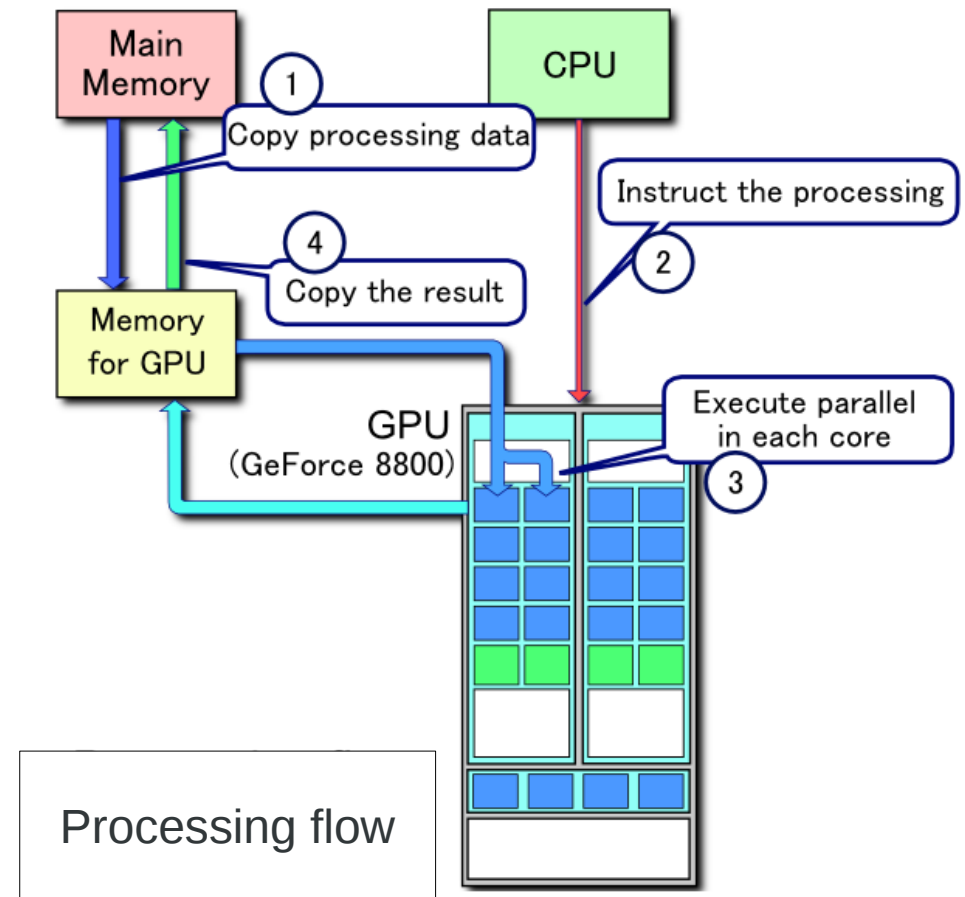 Main
Memory
CPU
1
Copy processing data
Instruct the processing
2
4
Copy the result
Memory
for GPU
GPU
(GeForce 8800)
Execute parallel
in each core
3
Processing flow